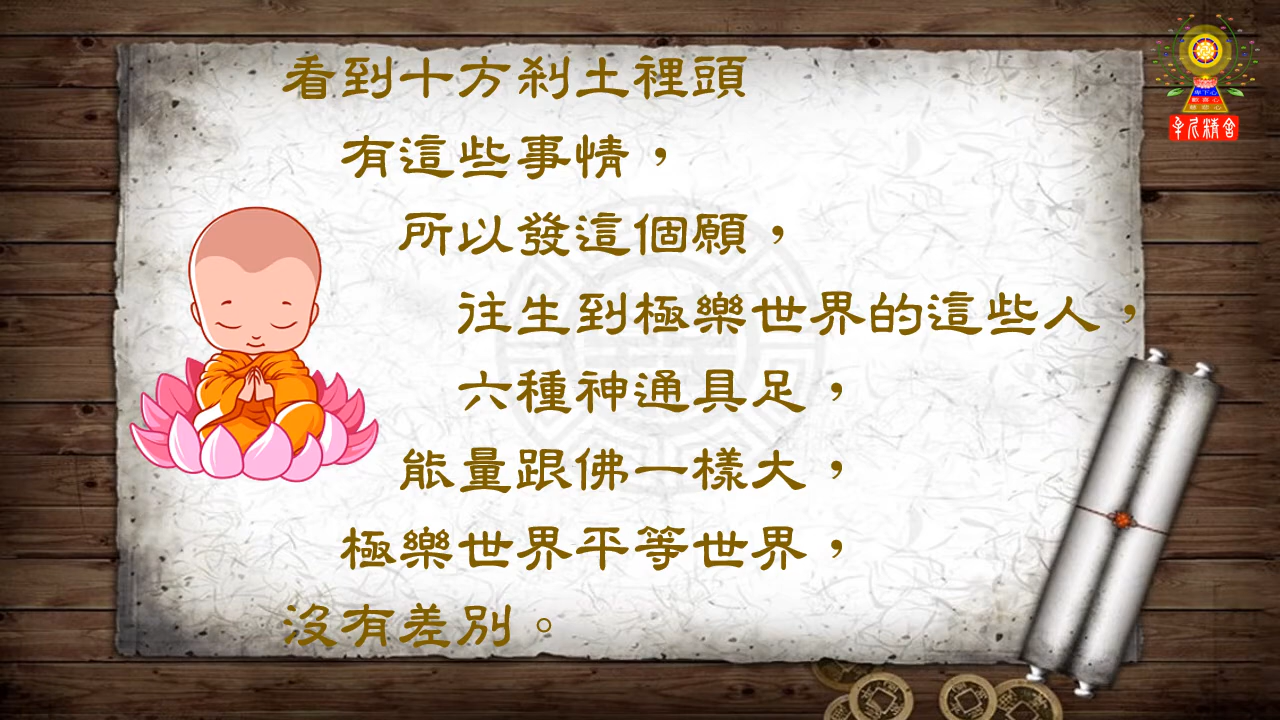 看到十方剎土裡頭
有這些事情，
所以發這個願，
往生到極樂世界的這些人，
六種神通具足，
能量跟佛一樣大，
極樂世界平等世界，
沒有差別。